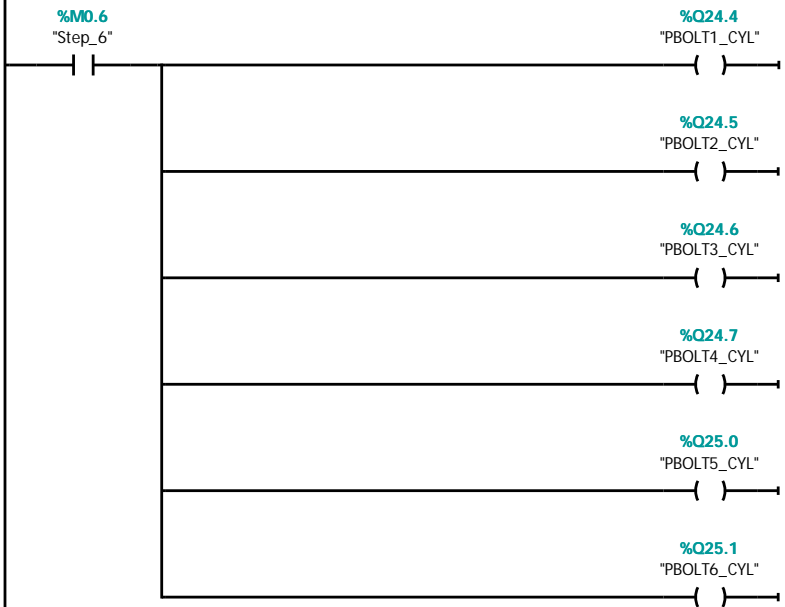 %M0.6
"Step_6"
%Q24.4
"PBOLT1_CYL"
%Q24.5
"PBOLT2_CYL"
%Q24.6
"PBOLT3_CYL"
%Q24.7
"PBOLT4_CYL"
%Q25.0
"PBOLT5_CYL"
%Q25.1
"PBOLT6_CYL"